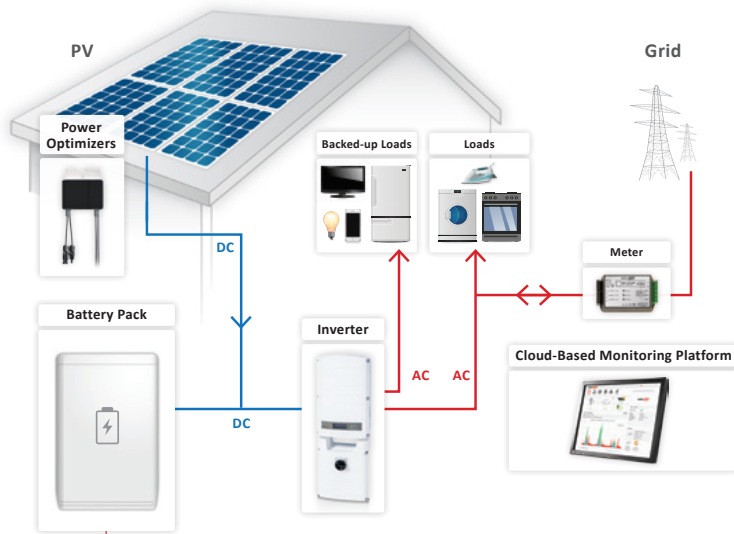 PV
Grid
Power
Optimizers
Backed-up Loads
Loads
DC
Meter
Battery Pack
Inverter
Cloud-Based Monitoring Platform
AC
AC
DC